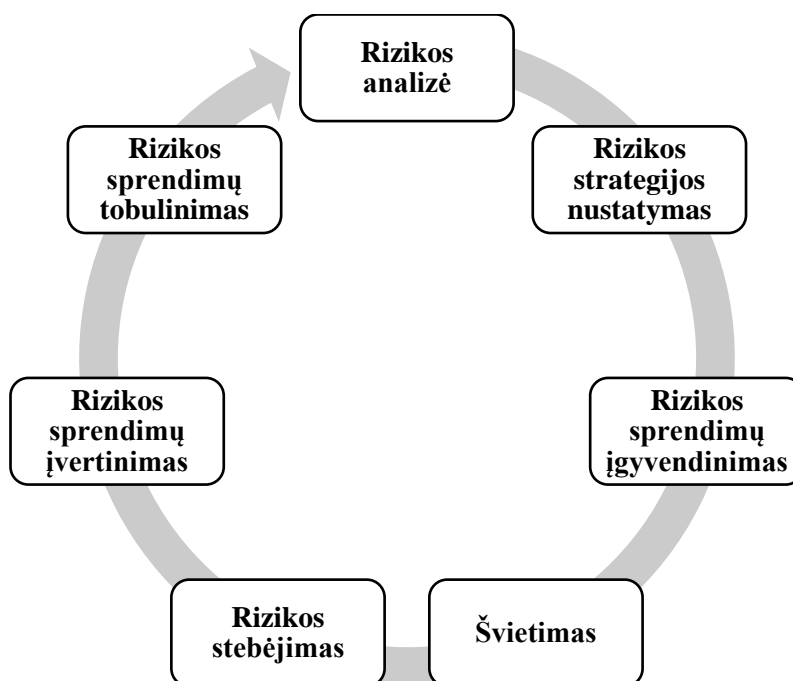 Rizikos
analizė
Rizikos
strategijos
nustatymas
Rizikos
sprendimų
įgyvendinimas
Švietimas
Rizikos
stebėjimas
Rizikos
sprendimų
įvertinimas
Rizikos
sprendimų
tobulinimas